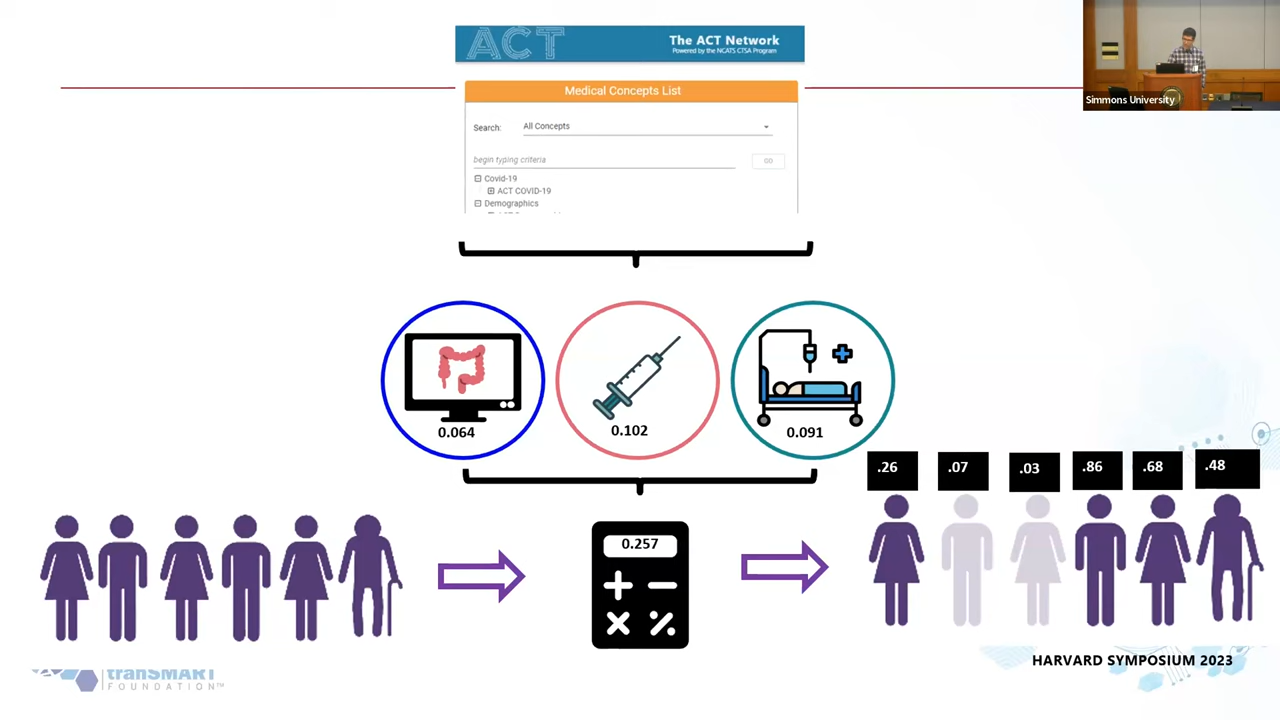 ACT
The ACT Network
Powered by the NCATS CTSA Program
Medical Concepts List
Search:
All Concepts
begin typing criteria
GO
Covid-19
ACT COVID-19
Demographics
Simmons University
0.064
0.102
0.091
.26
.07
.03
.86
.68
.48
0.257
HARVARD SYMPOSIUM 2023
tranSMART
FOUNDATION™